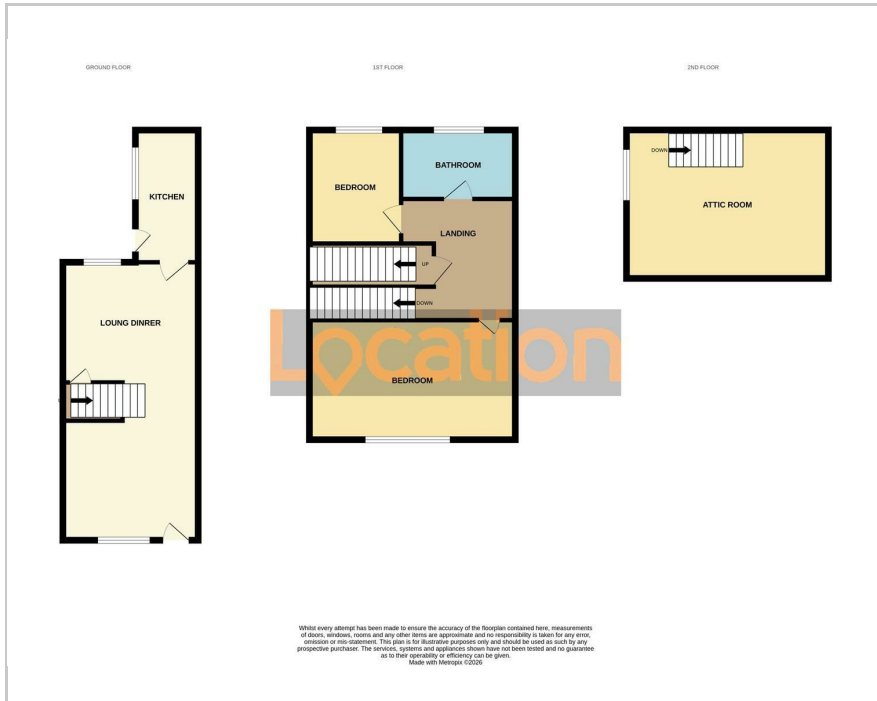 GROUND FLOOR
1ST FLOOR
2ND FLOOR
KITCHEN
LOUNG DINRER
BEDROOM
BATHROOM
LANDING
UP
DOWN
BEDROOM
DOWN
ATTIC ROOM
Location
Whilst every attempt has been made to ensure the accuracy of the floorplan contained here, measurements
of doors, windows, rooms and any other items are approximate and no responsibility is taken for any error,
omission or mis-statement. This plan is for illustrative purposes only and should be used as such by any
prospective purchaser. The services, systems and appliances shown have not been tested and no guarantee
as to their operability or efficiency can be given.
Made with Metropix ©2026